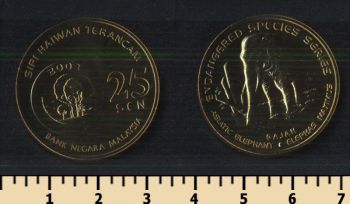 SIRI HAIWAN TERANCAM
2003
25
SEN
BANK NEGARA MALAYSIA
ENDANGERED SPECIES SERIES
GAJAH
ASIATIC ELEPHANT • ELEPHAS MAXIMUS
1 2 3 4 5 6 7